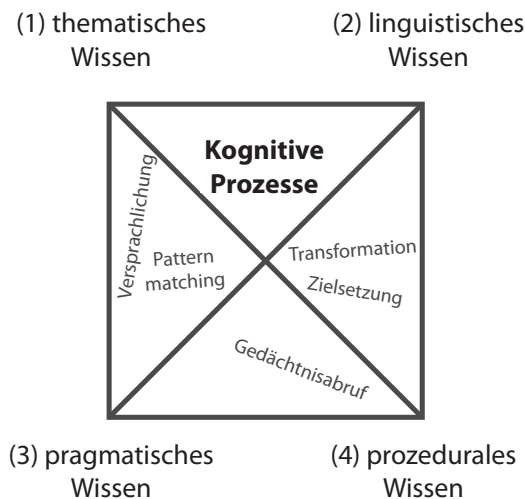 (1) thematisches
Wissen
(2) linguistisches
Wissen
Kognitive
Prozesse
Versprachlichung
Pattern
matching
Transformation
Zielsetzung
Gedächtnisabruf
(3) pragmatisches
Wissen
(4) prozedurales
Wissen